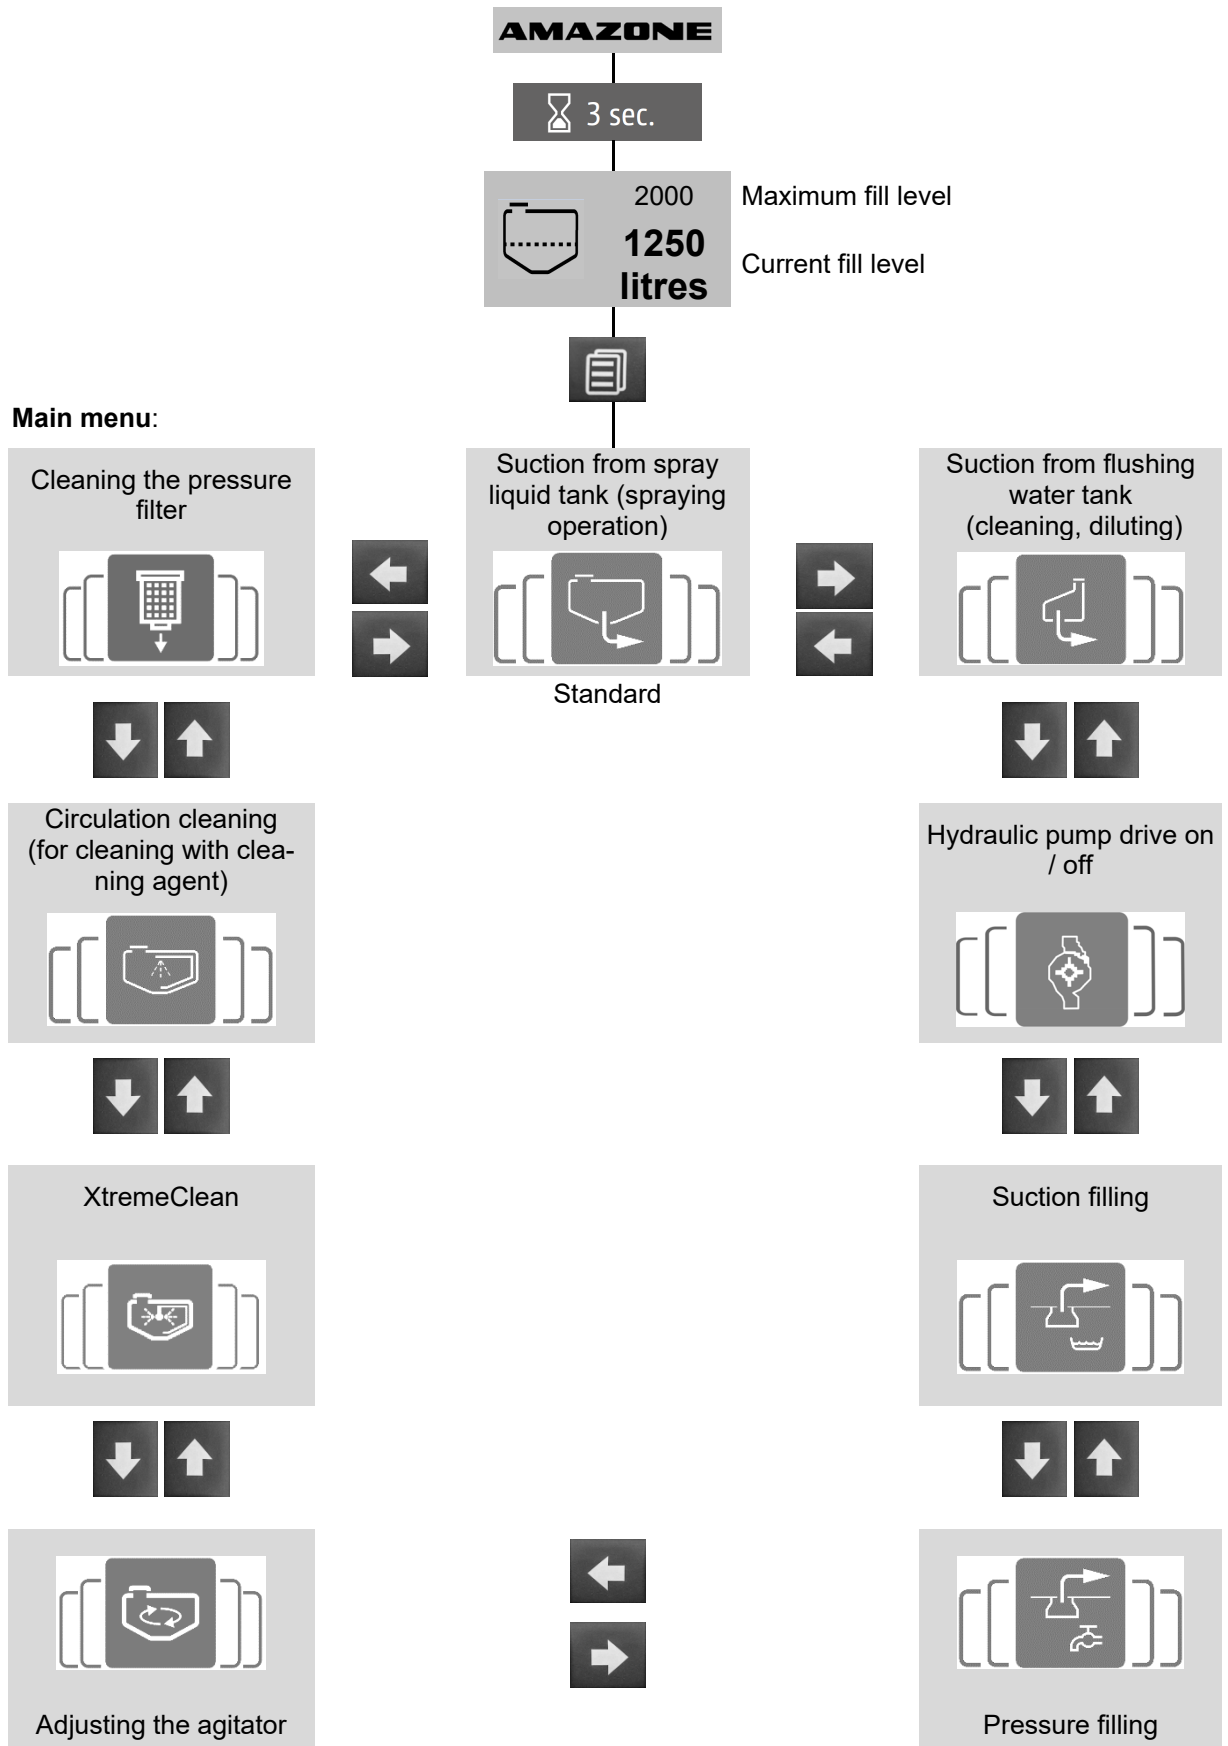 AMAZONE
3 sec.
2000
Maximum fill level
1250
litres
Current fill level
Main menu:
Cleaning the pressure
filter
Suction from spray
liquid tank (spraying
operation)
Standard
Suction from flushing
water tank
(cleaning, diluting)
Circulation cleaning
(for cleaning with clea-
ning agent)
Hydraulic pump drive on
/ off
XtremeClean
Suction filling
Adjusting the agitator
Pressure filling